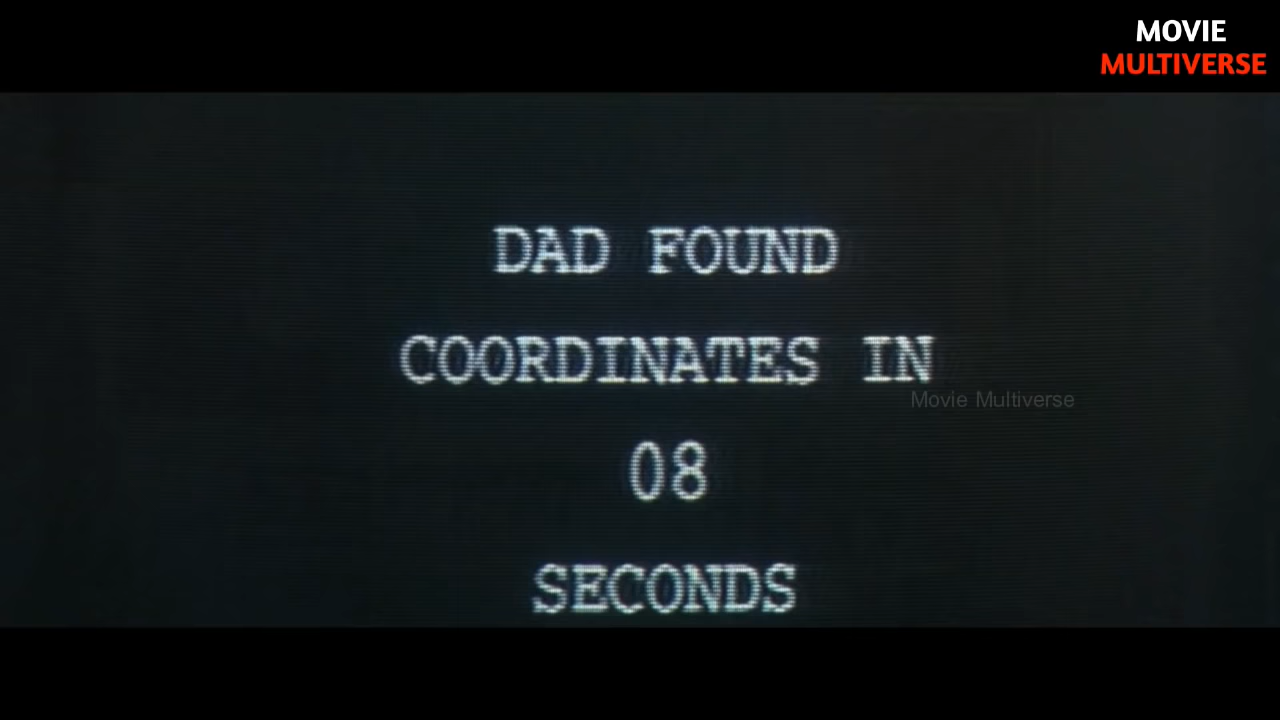 MOVIE
MULTIVERSE
DAD FOUND
COORDINATES IN
Movie Multiverse
08
SECONDS